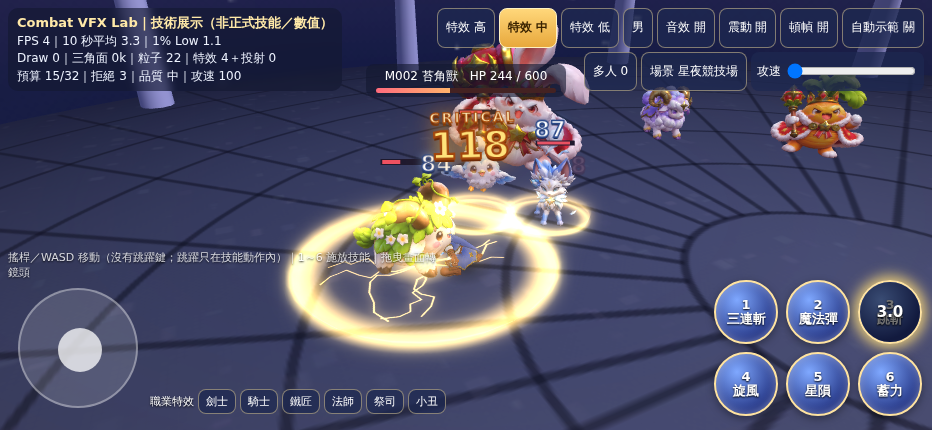 Combat VFX Lab｜技術展示（非正式技能／數值）
FPS 4｜10 秒平均 3.3｜1% Low 1.1
Draw 0｜三角面 0k｜粒子 22｜特效 4＋投射 0
預算 15/32｜拒絕 3｜品質 中｜攻速 100
特效 高
特效 中
特效 低
男
音效 開
震動 開
頓幀 開
自動示範 關
多人 0
場景 星夜競技場
攻速
M002 苔角獸 HP 244 / 600
CRITICAL
118
87
84
搖桿／WASD 移動（沒有跳躍鍵；跳躍只在技能動作內）｜1～6 施放技能｜拖曳畫面轉
鏡頭
1
三連斬
2
魔法彈
3
跳斬
3.0
4
旋風
5
星隕
6
蓄力
職業特效
劍士
騎士
鐵匠
法師
祭司
小丑